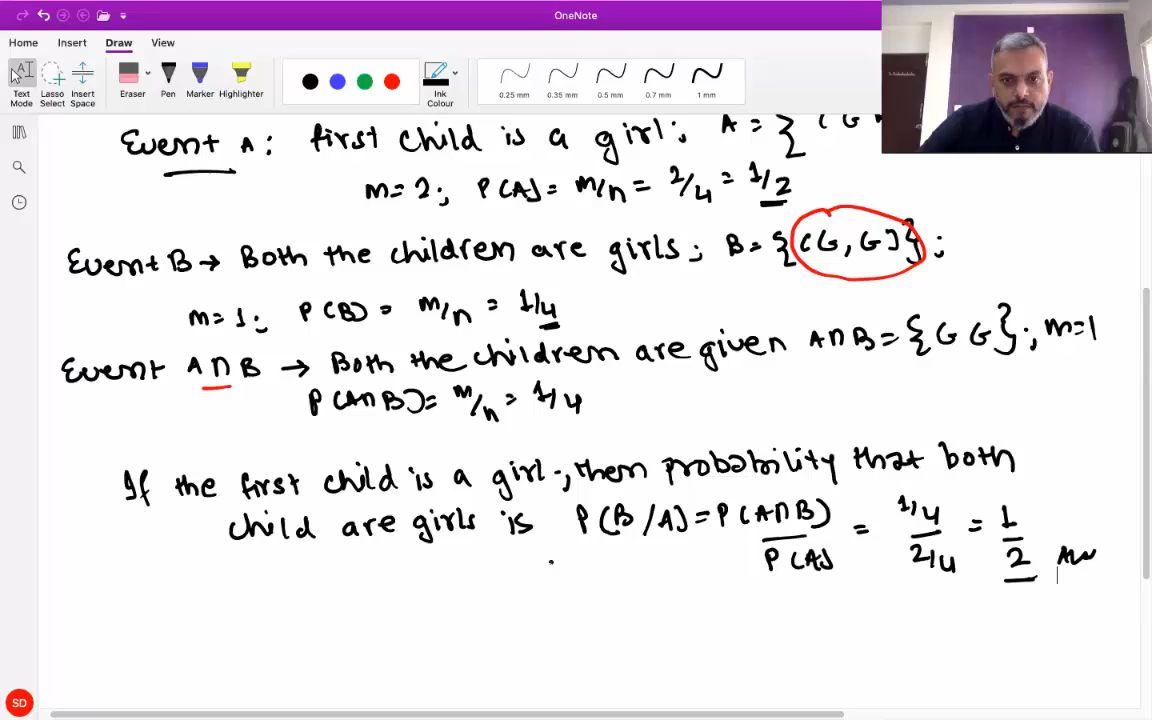 OneNote
Home Insert Draw View
Text Mode Lasso Select Insert Space Eraser Pen Marker Highlighter Ink Colour 0.25 mm 0.35 mm 0.5 mm 0.7 mm 1 mm
Event A: first child is a girl; A = { (G
m = 2; P(A) = m/n = 2/4 = 1/2
Event B → Both the children are girls; B = {(G, G)};
m = 1; P(B) = m/n = 1/4
Event A∩B → Both the children are given A∩B = {G G}; m=1
P(A∩B) = m/n = 1/4
If the first child is a girl, then probability that both
child are girls is P(B/A) = P(A∩B)/P(A) = 1/4 / 2/4 = 1/2 Ans
SD